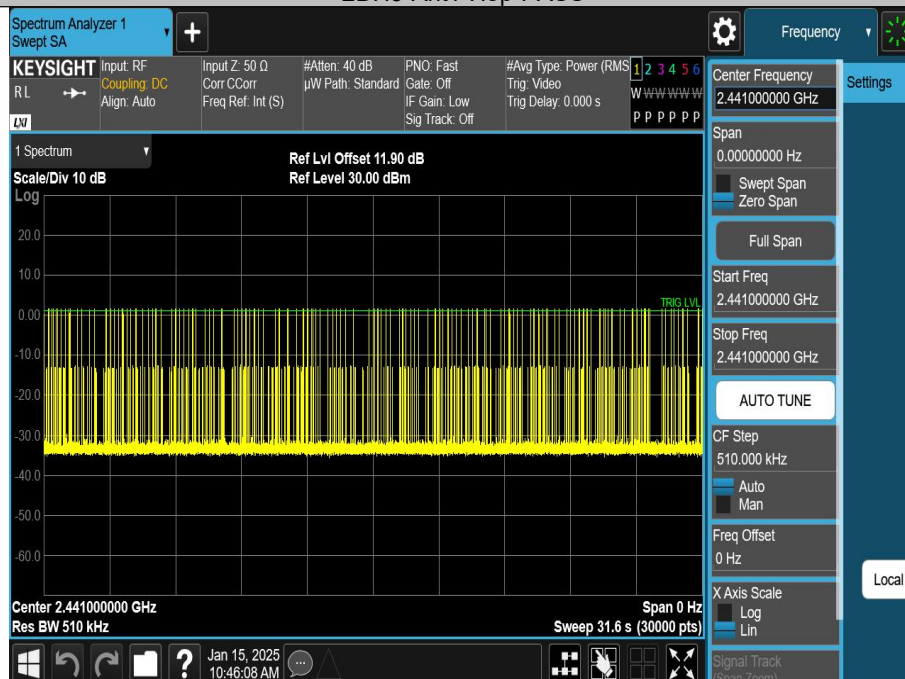 Spectrum Analyzer 1
Swept SA
Frequency
KEYSIGHT
RL
LXI
Input: RF
Coupling: DC
Align: Auto
Input Z: 50 Ω
Corr CCorr
Freq Ref: Int (S)
#Atten: 40 dB
µW Path: Standard
PNO: Fast
Gate: Off
IF Gain: Low
Sig Track: Off
#Avg Type: Power (RMS
Trig: Video
Trig Delay: 0.000 s
1 2 3 4 5 6
W W W W W W
P P P P P P
1 Spectrum
Scale/Div 10 dB
Log
Ref Lvl Offset 11.90 dB
Ref Level 30.00 dBm
20.0
10.0
TRIG LVL
0.00
-10.0
-20.0
-30.0
-40.0
-50.0
-60.0
Center 2.441000000 GHz
Res BW 510 kHz
Span 0 Hz
Sweep 31.6 s (30000 pts)
Center Frequency
2.441000000 GHz
Settings
Span
0.00000000 Hz
Swept Span
Zero Span
Full Span
Start Freq
2.441000000 GHz
Stop Freq
2.441000000 GHz
AUTO TUNE
CF Step
510.000 kHz
Auto
Man
Freq Offset
0 Hz
Local
X Axis Scale
Log
Lin
Signal Track
(Span Zoom)
?
Jan 15, 2025
10:46:08 AM